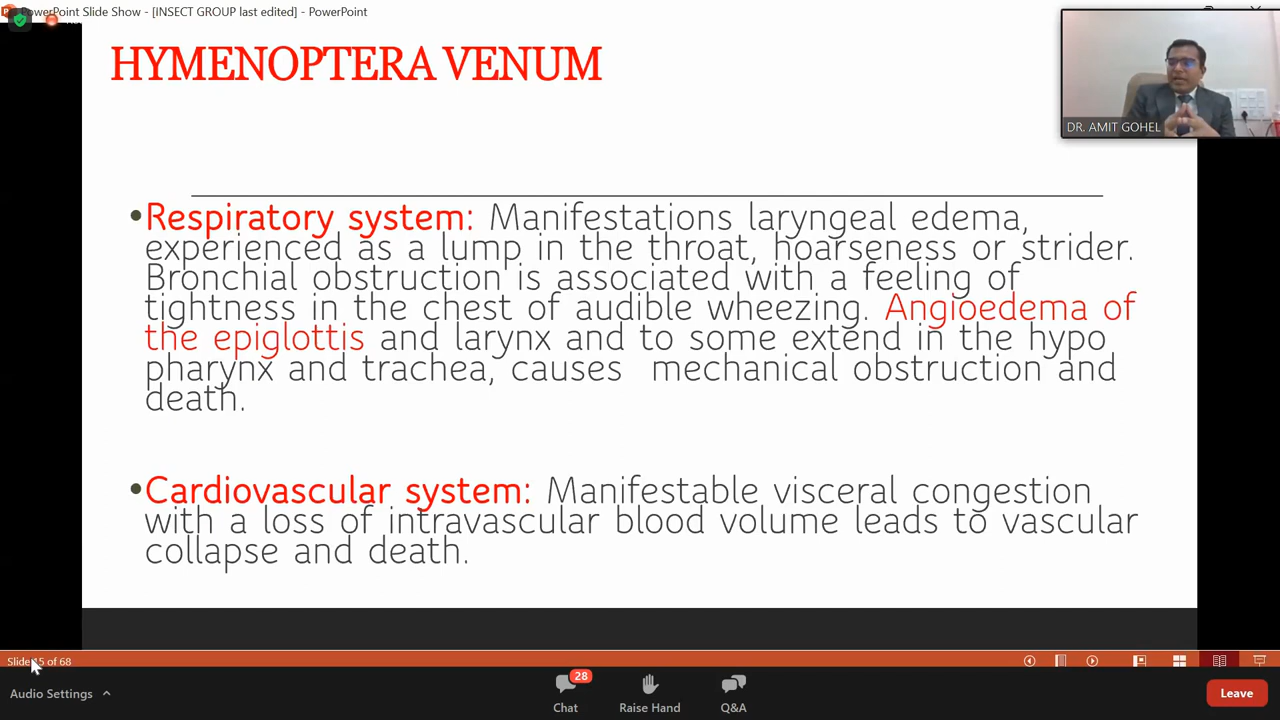 PowerPoint Slide Show - [INSECT GROUP last edited] - PowerPoint
HYMENOPTERA VENUM
DR. AMIT GOHEL
•Respiratory system: Manifestations laryngeal edema,
experienced as a lump in the throat, hoarseness or strider.
Bronchial obstruction is associated with a feeling of
tightness in the chest of audible wheezing. Angioedema of
the epiglottis and larynx and to some extend in the hypo
pharynx and trachea, causes mechanical obstruction and
death.
•Cardiovascular system: Manifestable visceral congestion
with a loss of intravascular blood volume leads to vascular
collapse and death.
Slide 15 of 68
Audio Settings
28
Chat
Raise Hand
Q&A
Leave